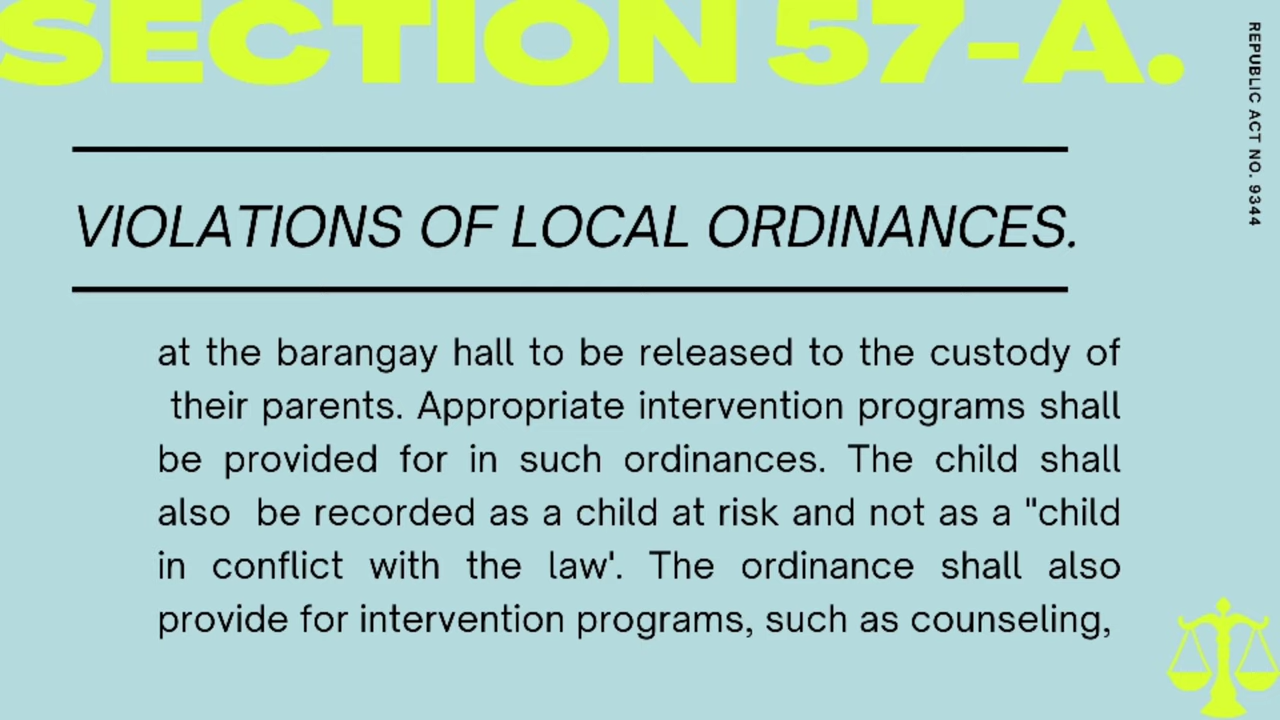 SECTION 57-A.
REPUBLIC ACT NO. 9344
VIOLATIONS OF LOCAL ORDINANCES.
at the barangay hall to be released to the custody of
their parents. Appropriate intervention programs shall
be provided for in such ordinances. The child shall
also be recorded as a child at risk and not as a "child
in conflict with the law'. The ordinance shall also
provide for intervention programs, such as counseling,